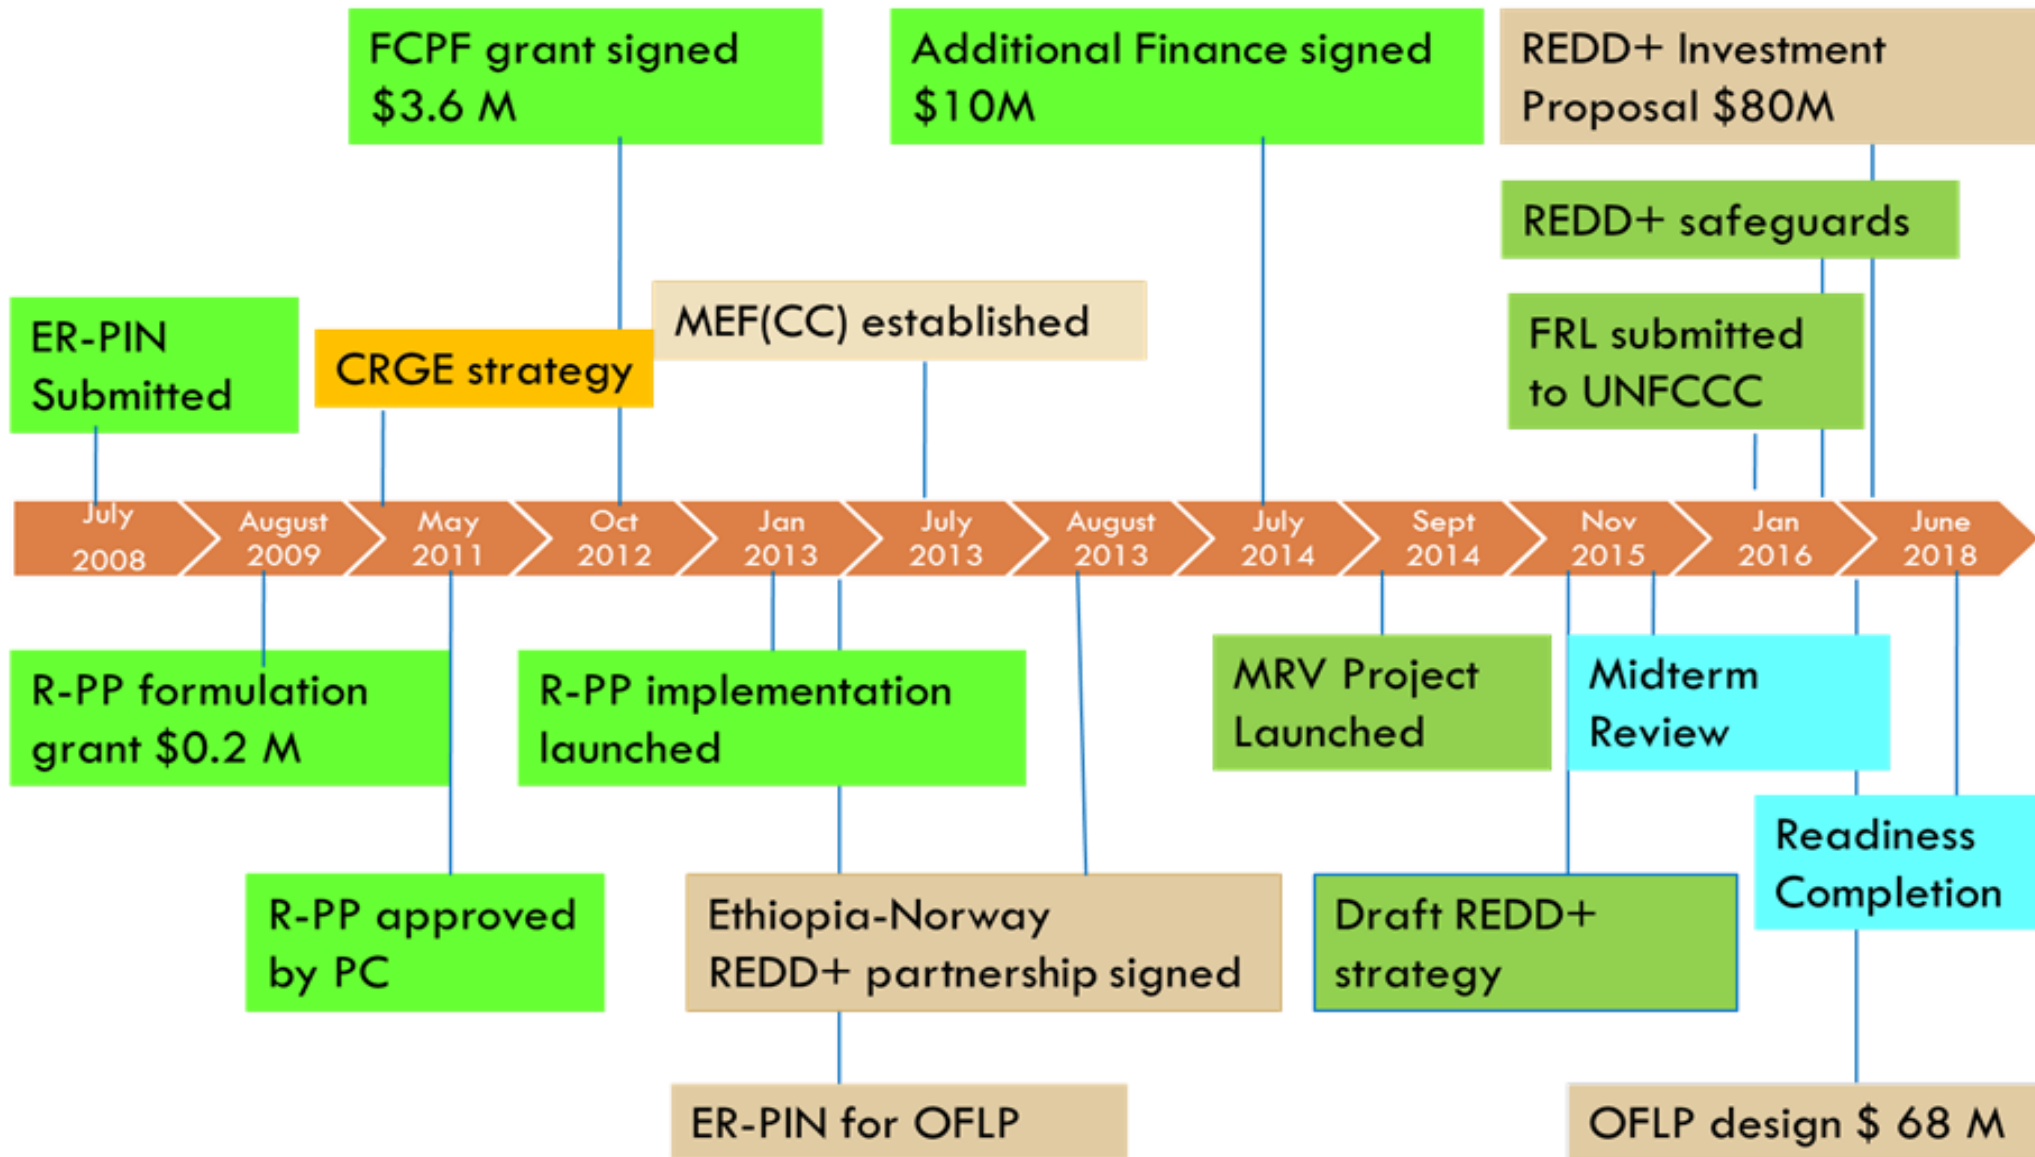 FCPF grant signed
$3.6 M
Additional Finance signed
$10M
REDD+ Investment
Proposal $80M
REDD+ safeguards
ER-PIN
Submitted
CRGE strategy
MEF(CC) established
FRL submitted
to UNFCCC
July
2008
August
2009
May
2011
Oct
2012
Jan
2013
July
2013
August
2013
July
2014
Sept
2014
Nov
2015
Jan
2016
June
2018
R-PP formulation
grant $0.2 M
R-PP implementation
launched
MRV Project
Launched
Midterm
Review
Readiness
Completion
R-PP approved
by PC
Ethiopia-Norway
REDD+ partnership signed
Draft REDD+
strategy
ER-PIN for OFLP
OFLP design $ 68 M